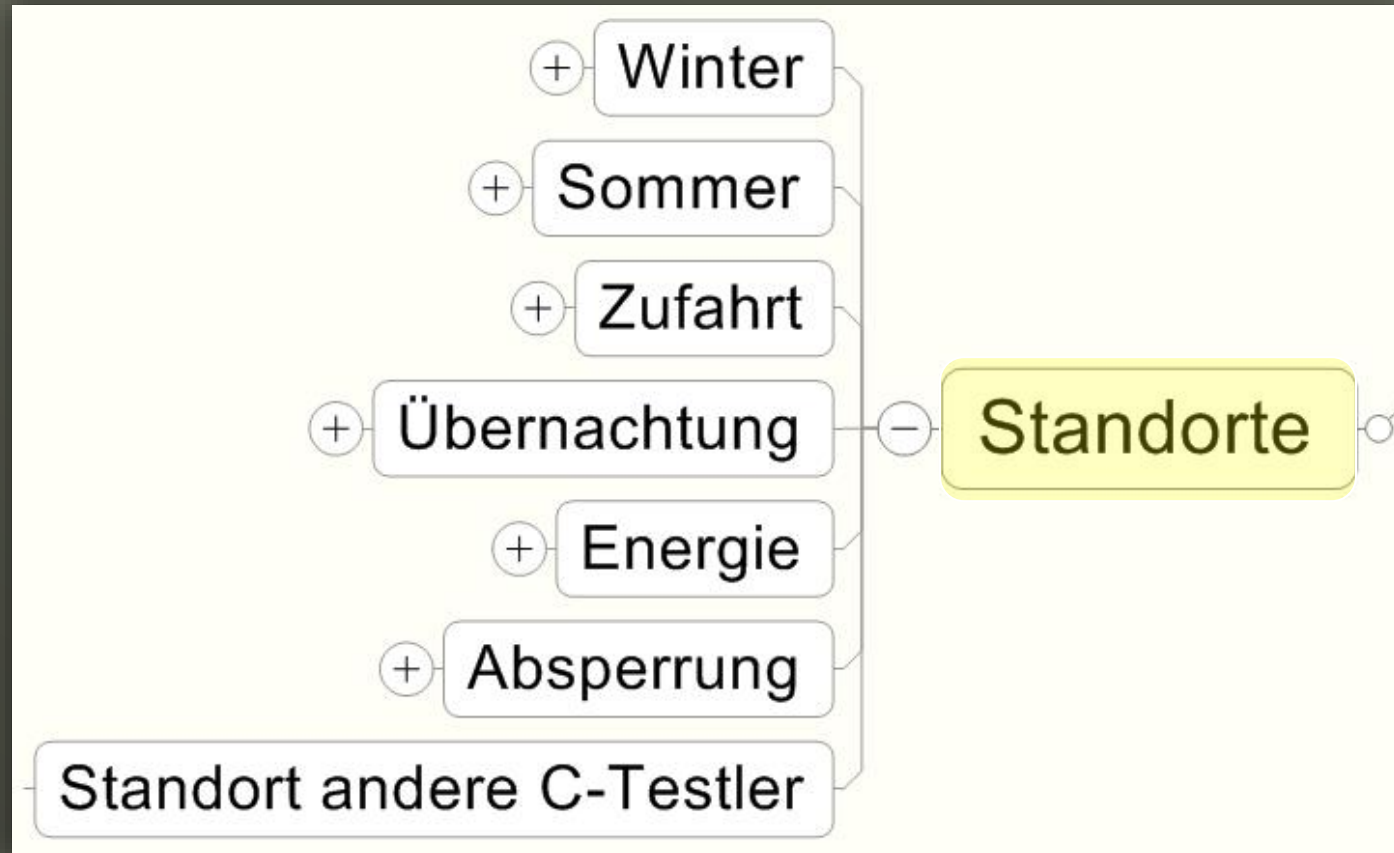 Winter
Sommer
Zufahrt
Übernachtung
Standorte
Energie
Absperrung
Standort andere C-Testler